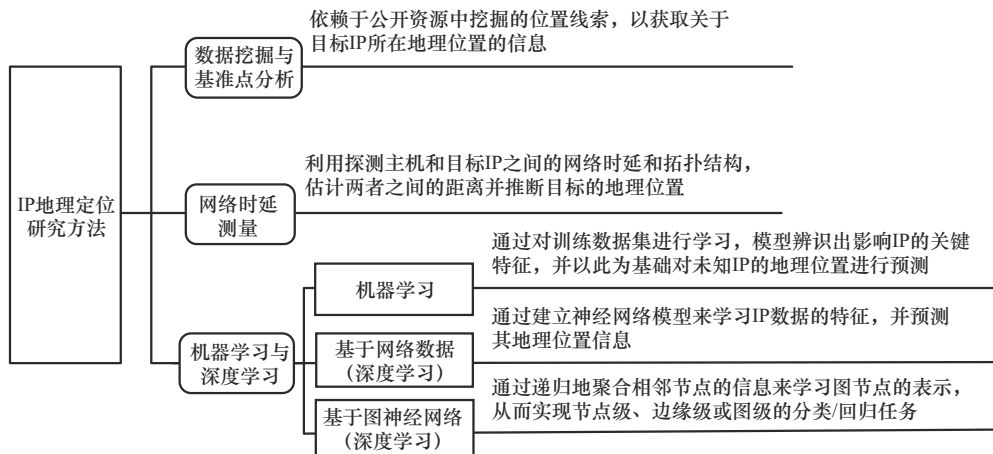 IP地理定位
研究方法
数据挖掘与
基准点分析
依赖于公开资源中挖掘的位置线索，以获取关于
目标IP所在地理位置的信息
网络时延
测量
利用探测主机和目标IP之间的网络时延和拓扑结构，
估计两者之间的距离并推断目标的地理位置
机器学习与
深度学习
机器学习
通过对训练数据集进行学习，模型辨识出影响IP的关键
特征，并以此为基础对未知IP的地理位置进行预测
基于网络数据
（深度学习）
通过建立神经网络模型来学习IP数据的特征，并预测
其地理位置信息
基于图神经网络
（深度学习）
通过递归地聚合相邻节点的信息来学习图节点的表示，
从而实现节点级、边缘级或图级的分类/回归任务